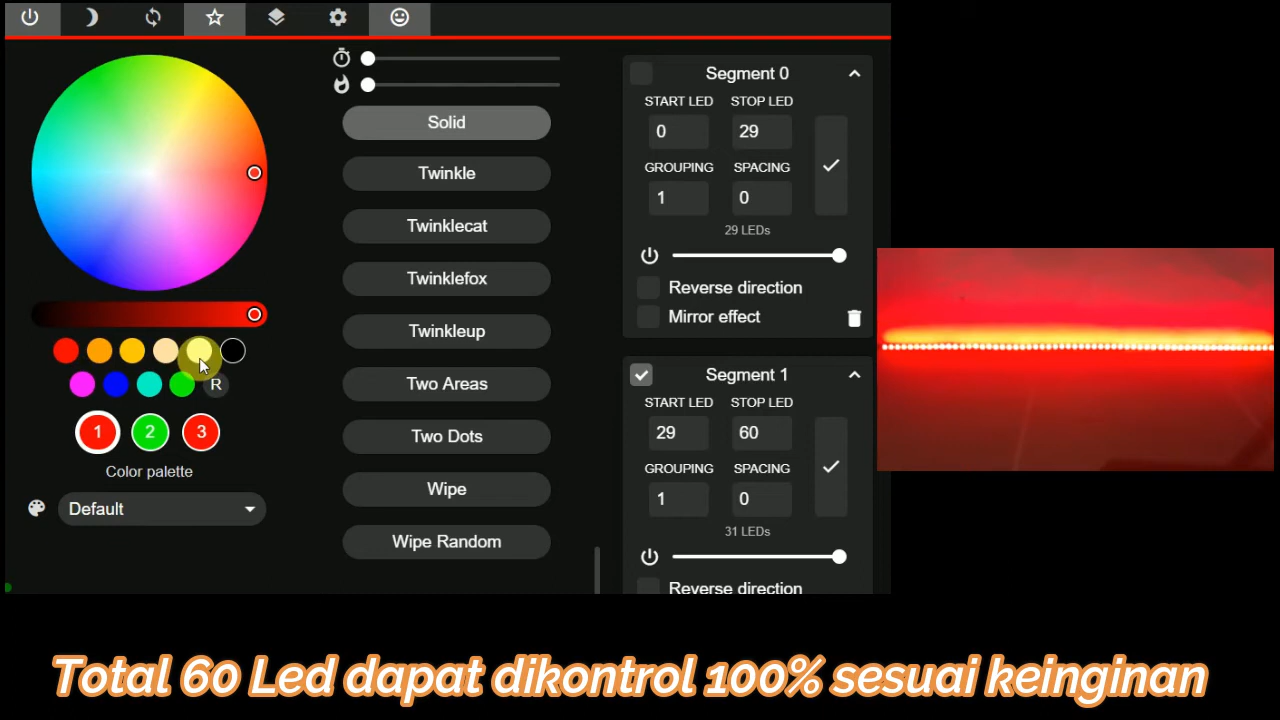 R
1 2 3
Color palette
Default
Solid
Twinkle
Twinklecat
Twinklefox
Twinkleup
Two Areas
Two Dots
Wipe
Wipe Random
Segment 0
START LED STOP LED
0 29
GROUPING SPACING
1 0
29 LEDs
Reverse direction
Mirror effect
Segment 1
START LED STOP LED
29 60
GROUPING SPACING
1 0
31 LEDs
Reverse direction
Total 60 Led dapat dikontrol 100% sesuai keinginan